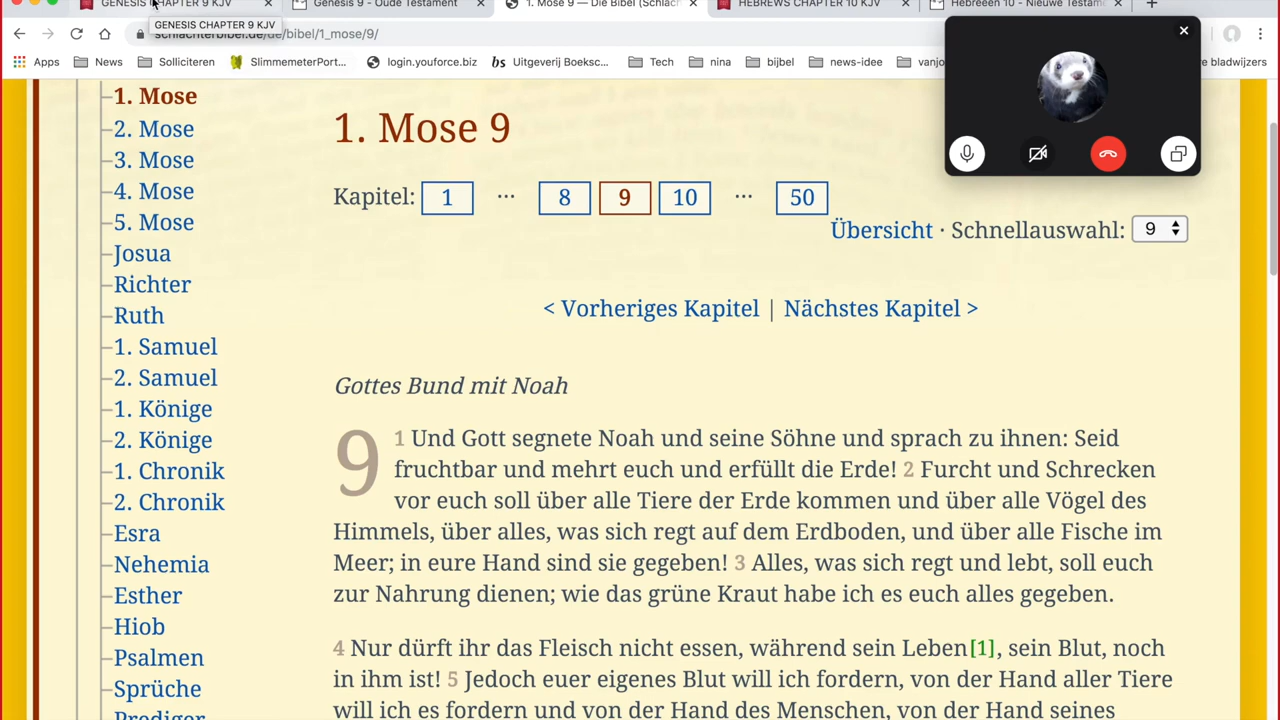 GENESIS CHAPTER 9 KJV
Genesis 9 - Oude Testament
1. Mose 9 — Die Bibel (Schlach
HEBREWS CHAPTER 10 KJV
Hebreeën 10 - Nieuwe Testame
GENESIS CHAPTER 9 KJV
schlachterbibel.de/de/bibel/1_mose/9/
Apps
News
Solliciteren
SlimmemeterPort...
login.youforce.biz
bs Uitgeverij Boeksc...
Tech
nina
bijbel
news-idee
vanjo
re bladwijzers
1. Mose
2. Mose
3. Mose
4. Mose
5. Mose
Josua
Richter
Ruth
1. Samuel
2. Samuel
1. Könige
2. Könige
1. Chronik
2. Chronik
Esra
Nehemia
Esther
Hiob
Psalmen
Sprüche
Prediger
1. Mose 9
Kapitel: 1 ... 8 9 10 ... 50
Übersicht · Schnellauswahl: 9
< Vorheriges Kapitel | Nächstes Kapitel >
Gottes Bund mit Noah
9 1 Und Gott segnete Noah und seine Söhne und sprach zu ihnen: Seid
fruchtbar und mehrt euch und erfüllt die Erde! 2 Furcht und Schrecken
vor euch soll über alle Tiere der Erde kommen und über alle Vögel des
Himmels, über alles, was sich regt auf dem Erdboden, und über alle Fische im
Meer; in eure Hand sind sie gegeben! 3 Alles, was sich regt und lebt, soll euch
zur Nahrung dienen; wie das grüne Kraut habe ich es euch alles gegeben.
4 Nur dürft ihr das Fleisch nicht essen, während sein Leben[1], sein Blut, noch
in ihm ist! 5 Jedoch euer eigenes Blut will ich fordern, von der Hand aller Tiere
will ich es fordern und von der Hand des Menschen, von der Hand seines